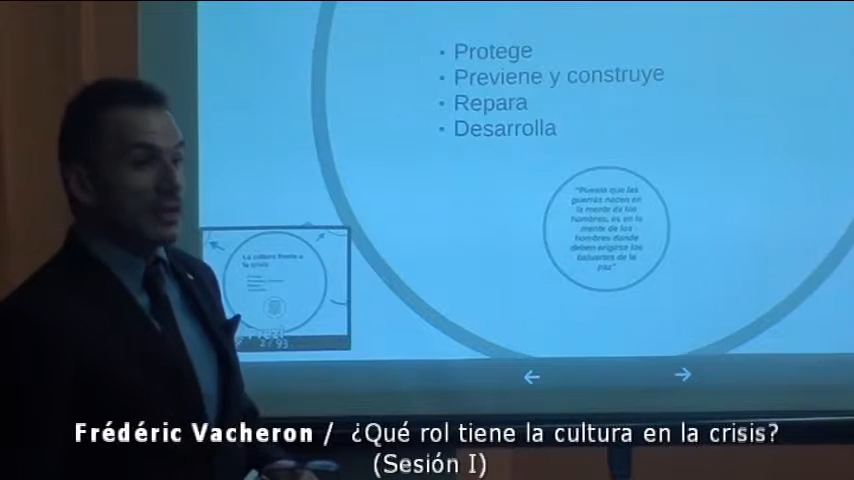 • Protege
• Previene y construye
• Repara
• Desarrolla
"Puesto que las
guerras nacen en
la mente de los
hombres, es en la
mente de los
hombres donde
deben erigirse los
baluartes de la
paz"
La cultura frente a
la crisis
Prezi
2/93
Frédéric Vacheron / ¿Qué rol tiene la cultura en la crisis?
(Sesión I)